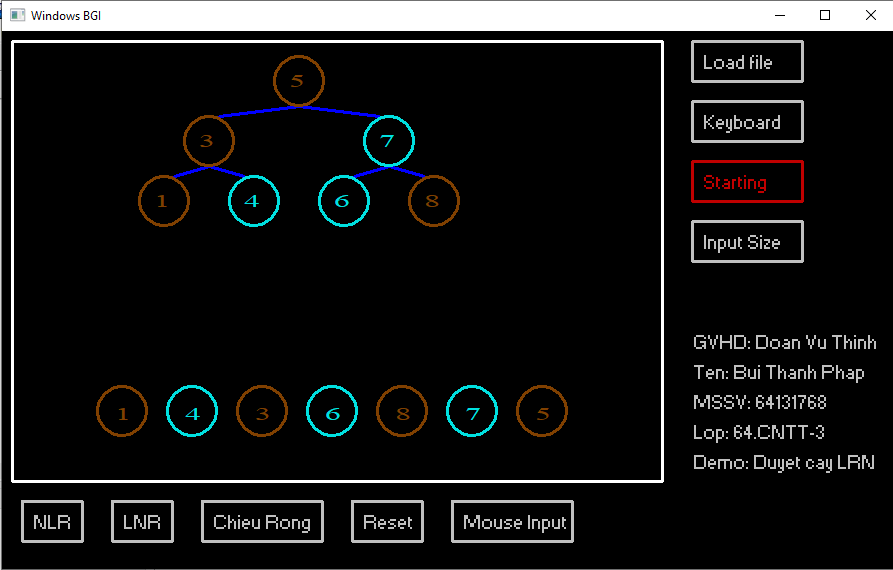 Windows BGI
5
3 7
1 4 6 8
1 4 3 6 8 7 5
Load file
Keyboard
Starting
Input Size
GVHD: Doan Vu Thinh
Ten: Bui Thanh Phap
MSSV: 64131768
Lop: 64.CNTT-3
Demo: Duyet cay LRN
NLR LNR Chieu Rong Reset Mouse Input